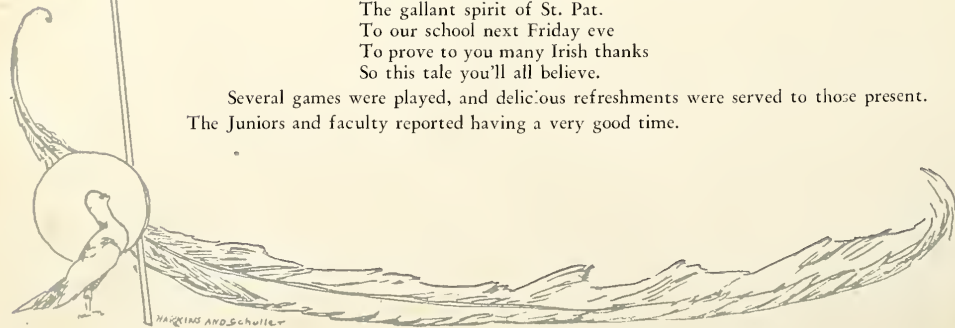 The gallant spirit of St. Pat.
To our school next Friday eve
To prove to you many Irish thanks
So this tale you'll all believe.
Several games were played, and delicious refreshments were served to those present.
The Juniors and faculty reported having a very good time.
HAWKINS AND Schuller